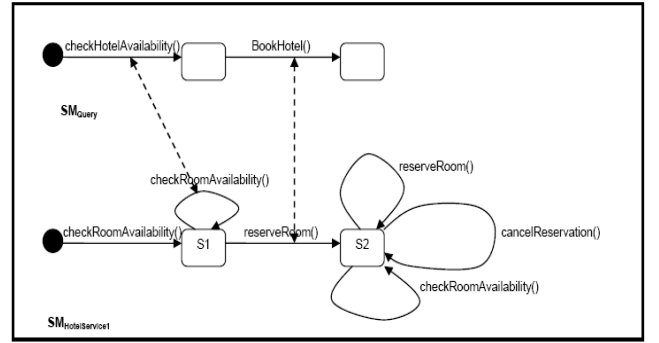 checkHotelAvailability()
BookHotel()
SMQuery
checkRoomAvailability()
reserveRoom()
checkRoomAvailability()
S1
reserveRoom()
S2
cancelReservation()
checkRoomAvailability()
SMHotelService1